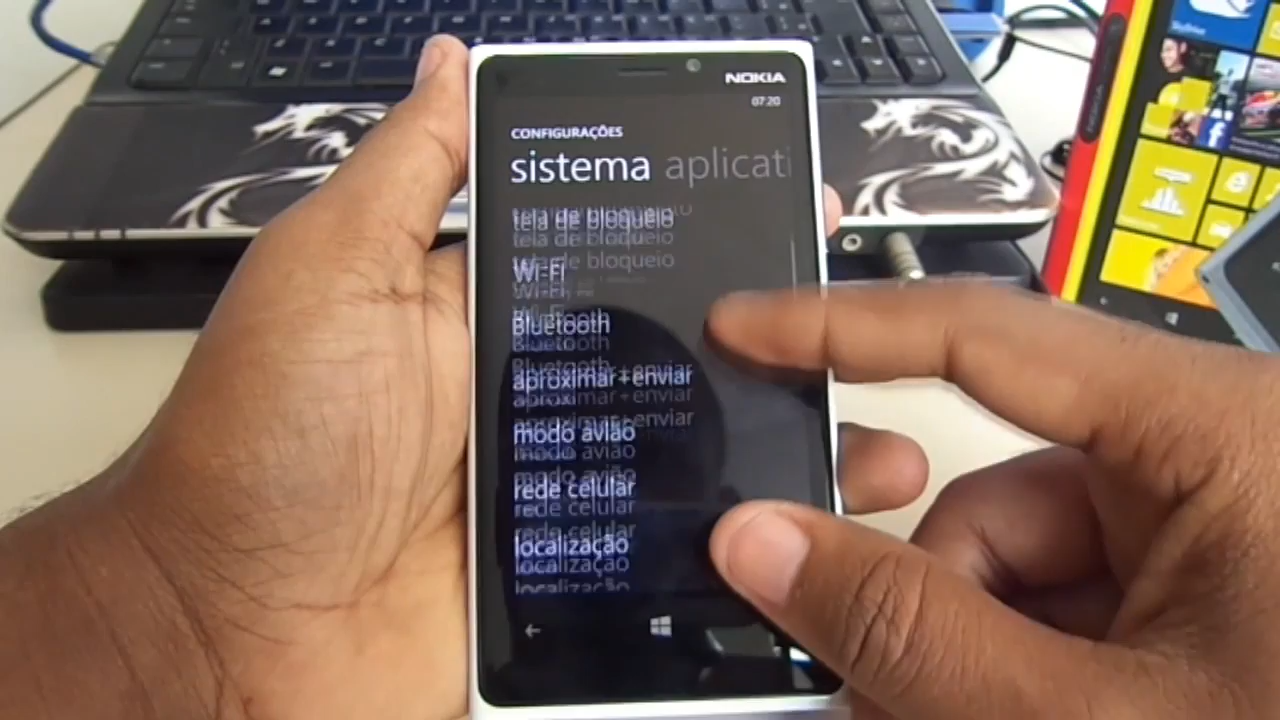 NOKIA
07:20
CONFIGURAÇÕES
sistema aplicati
tela de bloqueio
Wi-Fi
Bluetooth
aproximar+enviar
modo avião
rede celular
localização